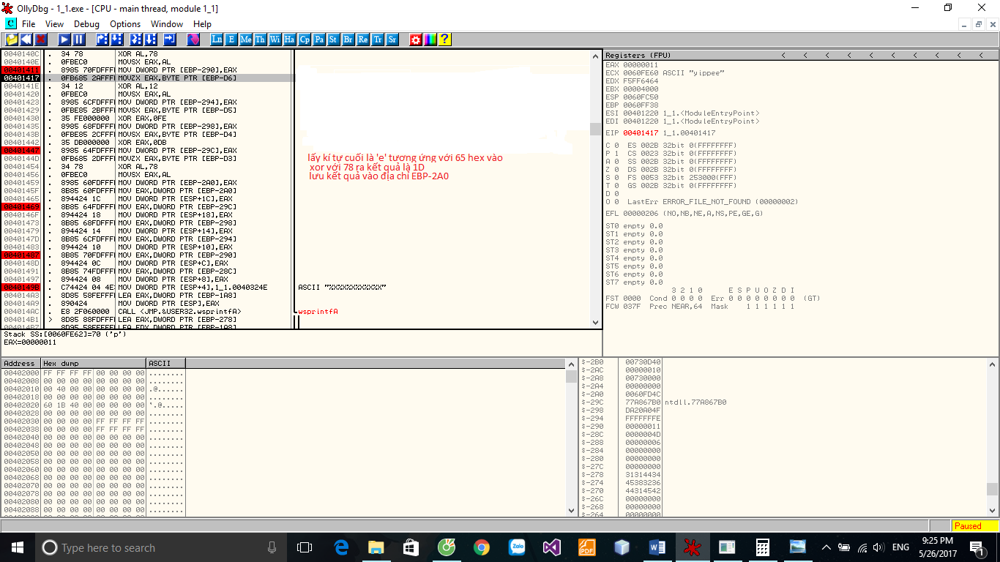 OllyDbg - 1_1.exe - [CPU - main thread, module 1_1]
C File View Debug Options Window Help
Ln E Me Th Wi Ha Cp Pa St Br Re Tr Sr ?
0040140C . 34 78 XOR AL,78
0040140E . 0FBEC0 MOVSX EAX,AL
00401411 . 8985 70FDFFF MOV DWORD PTR [EBP-290],EAX
00401417 . 0FB685 2AFFF MOVZX EAX,BYTE PTR [EBP-D6]
0040141E . 34 12 XOR AL,12
00401420 . 0FBEC0 MOVSX EAX,AL
00401423 . 8985 6CFDFFF MOV DWORD PTR [EBP-294],EAX
00401429 . 0FBE85 2BFFF MOVSX EAX,BYTE PTR [EBP-D5]
00401430 . 35 FE000000 XOR EAX,0FE
00401435 . 8985 68FDFFF MOV DWORD PTR [EBP-298],EAX
0040143B . 0FBE85 2CFFF MOVSX EAX,BYTE PTR [EBP-D4]
00401442 . 35 DB000000 XOR EAX,0DB
00401447 . 8985 64FDFFF MOV DWORD PTR [EBP-29C],EAX
0040144D . 0FB685 2DFFF MOVZX EAX,BYTE PTR [EBP-D3]
00401454 . 34 78 XOR AL,78
00401456 . 0FBEC0 MOVSX EAX,AL
00401459 . 8985 60FDFFF MOV DWORD PTR [EBP-2A0],EAX
0040145F . 8B85 60FDFFF MOV EAX,DWORD PTR [EBP-2A0]
00401465 . 894424 1C MOV DWORD PTR [ESP+1C],EAX
00401469 . 8B85 64FDFFF MOV EAX,DWORD PTR [EBP-29C]
0040146F . 894424 18 MOV DWORD PTR [ESP+18],EAX
00401473 . 8B85 68FDFFF MOV EAX,DWORD PTR [EBP-298]
00401479 . 894424 14 MOV DWORD PTR [ESP+14],EAX
0040147D . 8B85 6CFDFFF MOV EAX,DWORD PTR [EBP-294]
00401483 . 894424 10 MOV DWORD PTR [ESP+10],EAX
00401487 . 8B85 70FDFFF MOV EAX,DWORD PTR [EBP-290]
0040148D . 894424 0C MOV DWORD PTR [ESP+C],EAX
00401491 . 8B85 74FDFFF MOV EAX,DWORD PTR [EBP-28C]
00401497 . 894424 08 MOV DWORD PTR [ESP+8],EAX
0040149B . C74424 04 4E MOV DWORD PTR [ESP+4],1_1.0040324E ASCII "%X%X%X%X%X%X"
004014A3 . 8D85 58FEFFF LEA EAX,DWORD PTR [EBP-1A8]
004014A9 . 890424 MOV DWORD PTR [ESP],EAX
004014AC . E8 2F060000 CALL <JMP.&USER32.wsprintfA> wsprintfA
004014B1 > 8D85 88FDFFF LEA EAX,DWORD PTR [EBP-278]
004014B7 . 8D95 58FEFFF LEA EDX,DWORD PTR [EBP-1A8]
lấy kí tự cuối là 'e' tương ứng với 65 hex vào
xor với 78 ra kết quả là 1D
lưu kết quả vào địa chỉ EBP-2A0
Stack SS:[0060FE62]=70 ('p')
EAX=00000011
Registers (FPU) < < < < < < < < < <
EAX 00000011
ECX 0060FE60 ASCII "yippee"
EDX F5FF6464
EBX 00004000
ESP 0060FC50
EBP 0060FF38
ESI 00401220 1_1.<ModuleEntryPoint>
EDI 00401220 1_1.<ModuleEntryPoint>
EIP 00401417 1_1.00401417
C 0 ES 002B 32bit 0(FFFFFFFF)
P 1 CS 0023 32bit 0(FFFFFFFF)
A 0 SS 002B 32bit 0(FFFFFFFF)
Z 0 DS 002B 32bit 0(FFFFFFFF)
S 0 FS 0053 32bit 253000(FFF)
T 0 GS 002B 32bit 0(FFFFFFFF)
D 0
O 0 LastErr ERROR_FILE_NOT_FOUND (00000002)
EFL 00000206 (NO,NB,NE,A,NS,PE,GE,G)
ST0 empty 0.0
ST1 empty 0.0
ST2 empty 0.0
ST3 empty 0.0
ST4 empty 0.0
ST5 empty 0.0
ST6 empty 0.0
ST7 empty 0.0
3 2 1 0 E S P U O Z D I
FST 0000 Cond 0 0 0 0 Err 0 0 0 0 0 0 0 0 (GT)
FCW 037F Prec NEAR,64 Mask 1 1 1 1 1 1
Address Hex dump ASCII
00402000 FF FF FF FF 00 00 00 00 ........
00402008 00 00 00 00 00 00 00 00 ........
00402010 00 40 00 00 00 00 00 00 .@......
00402018 00 00 00 00 00 00 00 00 ........
00402020 60 1B 40 00 00 00 00 00 `.@.....
00402028 00 00 00 00 00 00 00 00 ........
00402030 00 00 00 00 FF FF FF FF ........
00402038 00 00 00 00 FF FF FF FF ........
00402040 00 00 00 00 00 00 00 00 ........
00402048 00 00 00 00 00 00 00 00 ........
00402050 00 00 00 00 00 00 00 00 ........
00402058 00 00 00 00 00 00 00 00 ........
00402060 00 00 00 00 00 00 00 00 ........
00402068 00 00 00 00 00 00 00 00 ........
00402070 00 00 00 00 00 00 00 00 ........
00402078 00 00 00 00 00 00 00 00 ........
00402080 00 00 00 00 00 00 00 00 ........
00402088 00 00 00 00 00 00 00 00 ........
$-2B0 00730D40
$-2AC 00000010
$-2A8 00730000
$-2A4 00000000
$-2A0 0060FD4C
$-29C 77A867B0 ntdll.77A867B0
$-298 DA20A04F
$-294 FFFFFFFE
$-290 00000011
$-28C 0000004D
$-288 00000006
$-284 00000000
$-280 00000000
$-27C 00000000
$-278 31314434
$-274 45383236
$-270 44314542
$-26C 00000000
$-268 00000000
$-264 00000000
Paused
Type here to search
Zalo
PDF
ENG
9:25 PM
5/26/2017
1